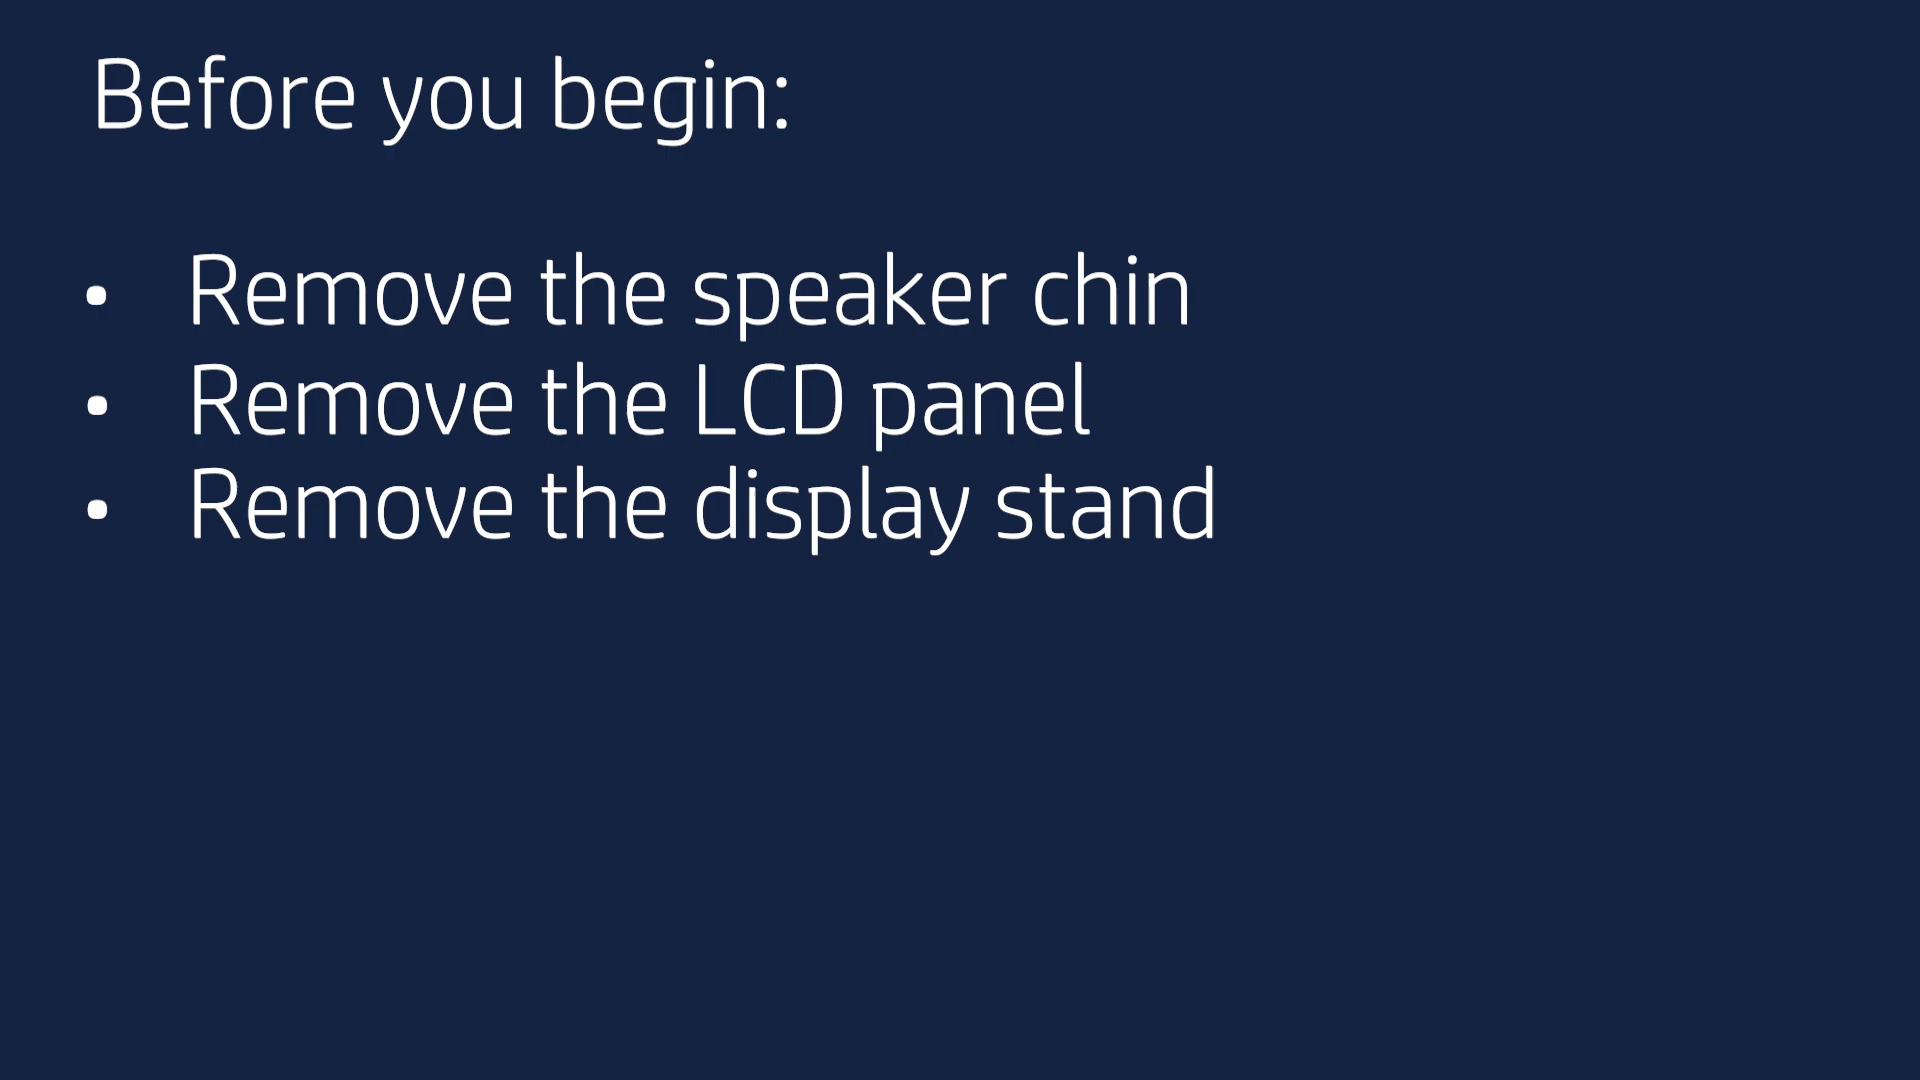 Before you begin:
• Remove the speaker chin
• Remove the LCD panel
• Remove the display stand